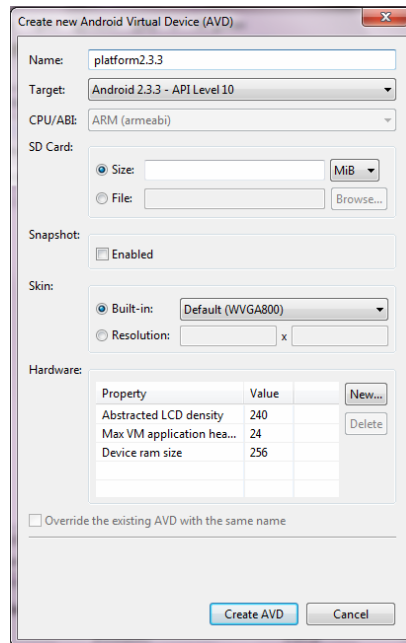 Create new Android Virtual Device (AVD)
Name: platform2.3.3
Target: Android 2.3.3 - API Level 10
CPU/ABI: ARM (armeabi)
SD Card:
Size: MiB
File: Browse...
Snapshot:
Enabled
Skin:
Built-in: Default (WVGA800)
Resolution: x
Hardware:
Property Value New...
Abstracted LCD density 240
Delete
Max VM application hea... 24
Device ram size 256
Override the existing AVD with the same name
Create AVD Cancel